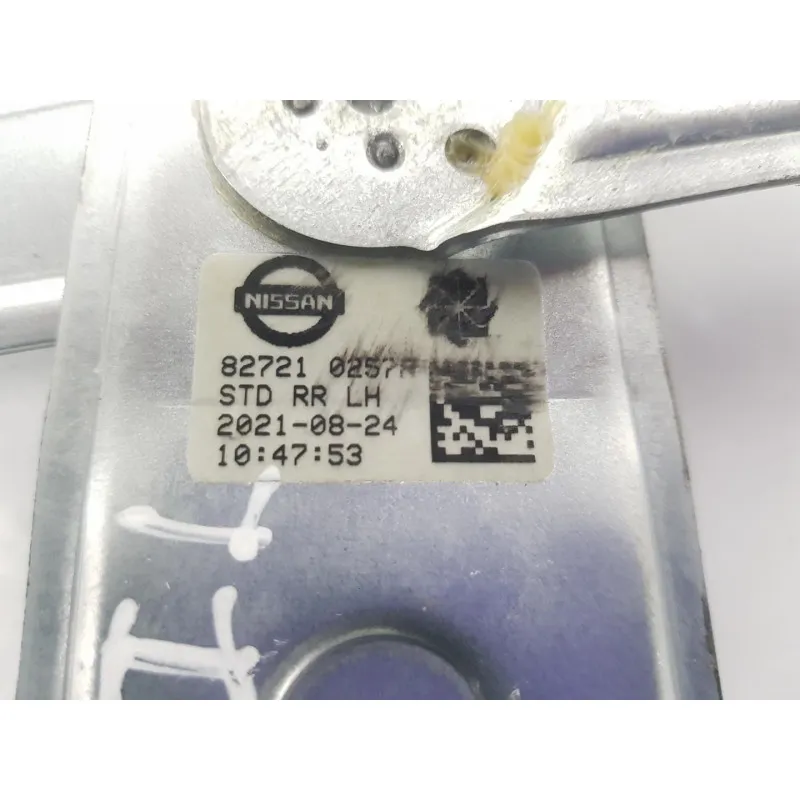 NISSAN
82721 0257R
STD RR LH
2021-08-24
10:47:53